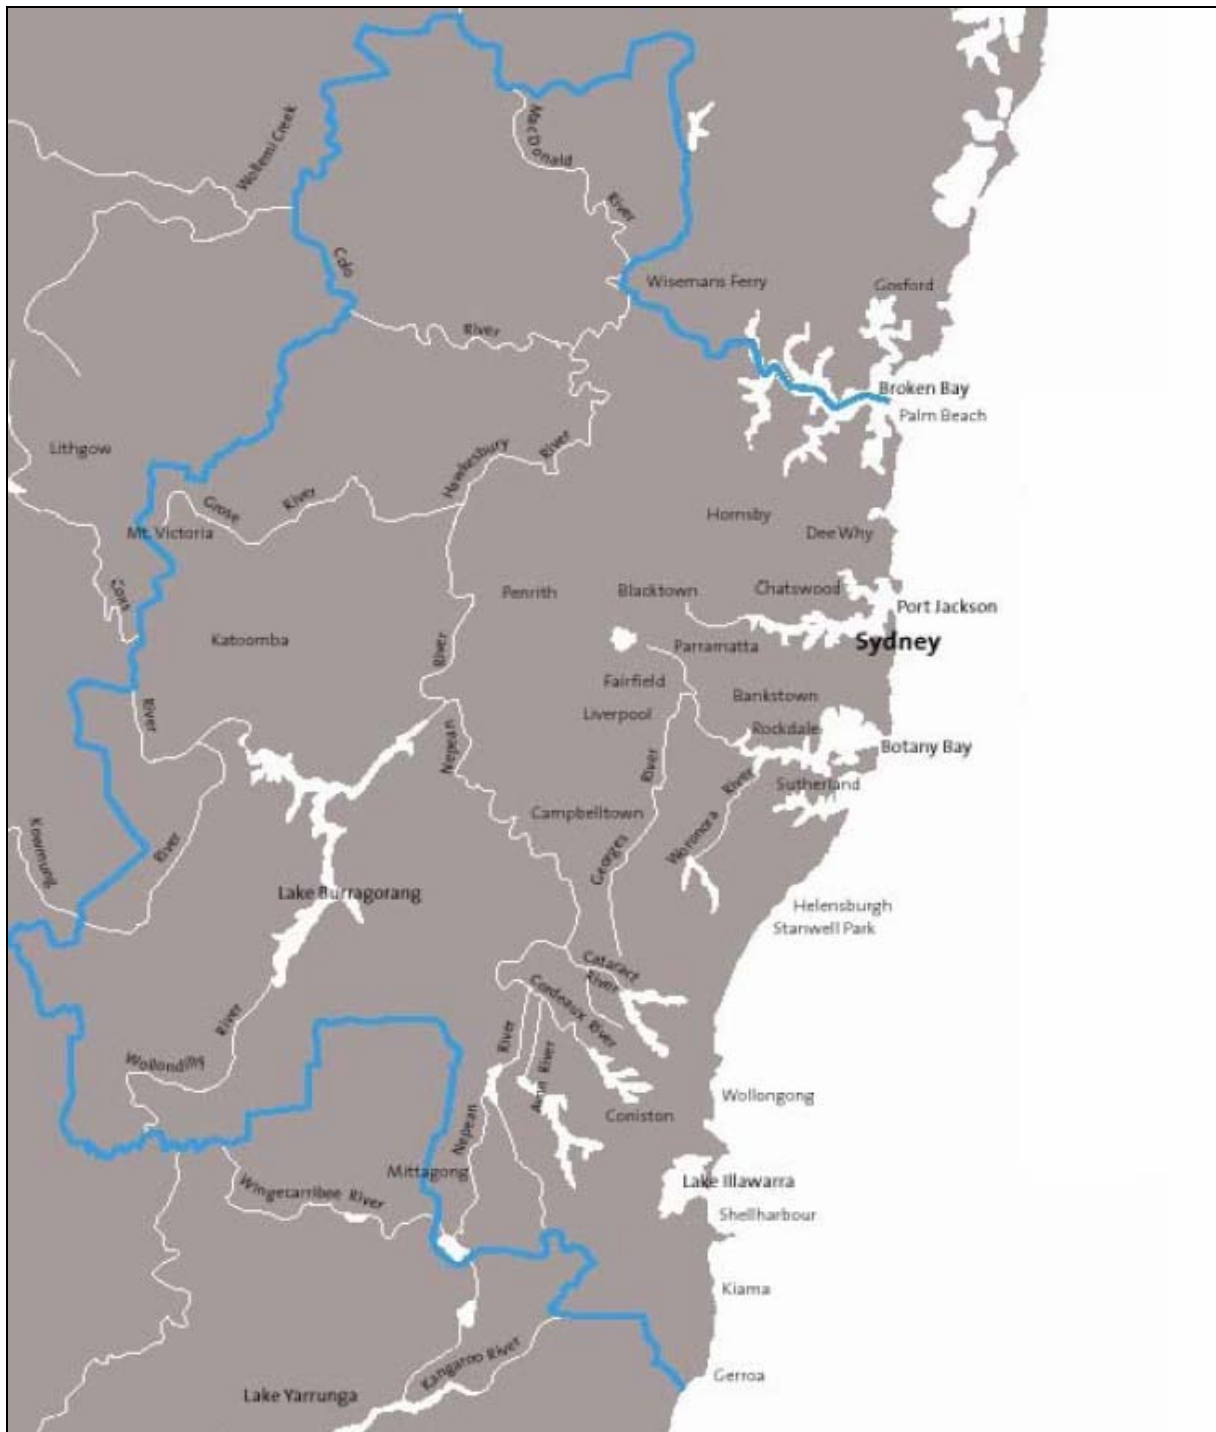 Wollemi Creek
MacDonald
River
Colo
Wisemans Ferry
Gosford
River
Broken Bay
Palm Beach
Lithgow
Hawkesbury
River
Grose
River
Mt. Victoria
Hornsby
Dee Why
Coxs
Penrith
Blacktown
Chatswood
Port Jackson
Katoomba
River
Parramatta
Sydney
Fairfield
Bankstown
River
Liverpool
Nepean
Rockdale
Botany Bay
River
River
Sutherland
Campbelltown
Kowmung
River
Georges
Woronora
Lake Burragorang
Helensburgh
Stanwell Park
Cataract
River
Cordeaux River
River
River
Wollondilly
Avon River
Wollongong
Coniston
Nepean
Mittagong
Lake Illawarra
Wingecarribee River
Shellharbour
Kiama
Kangaroo River
Gerroa
Lake Yarrunga